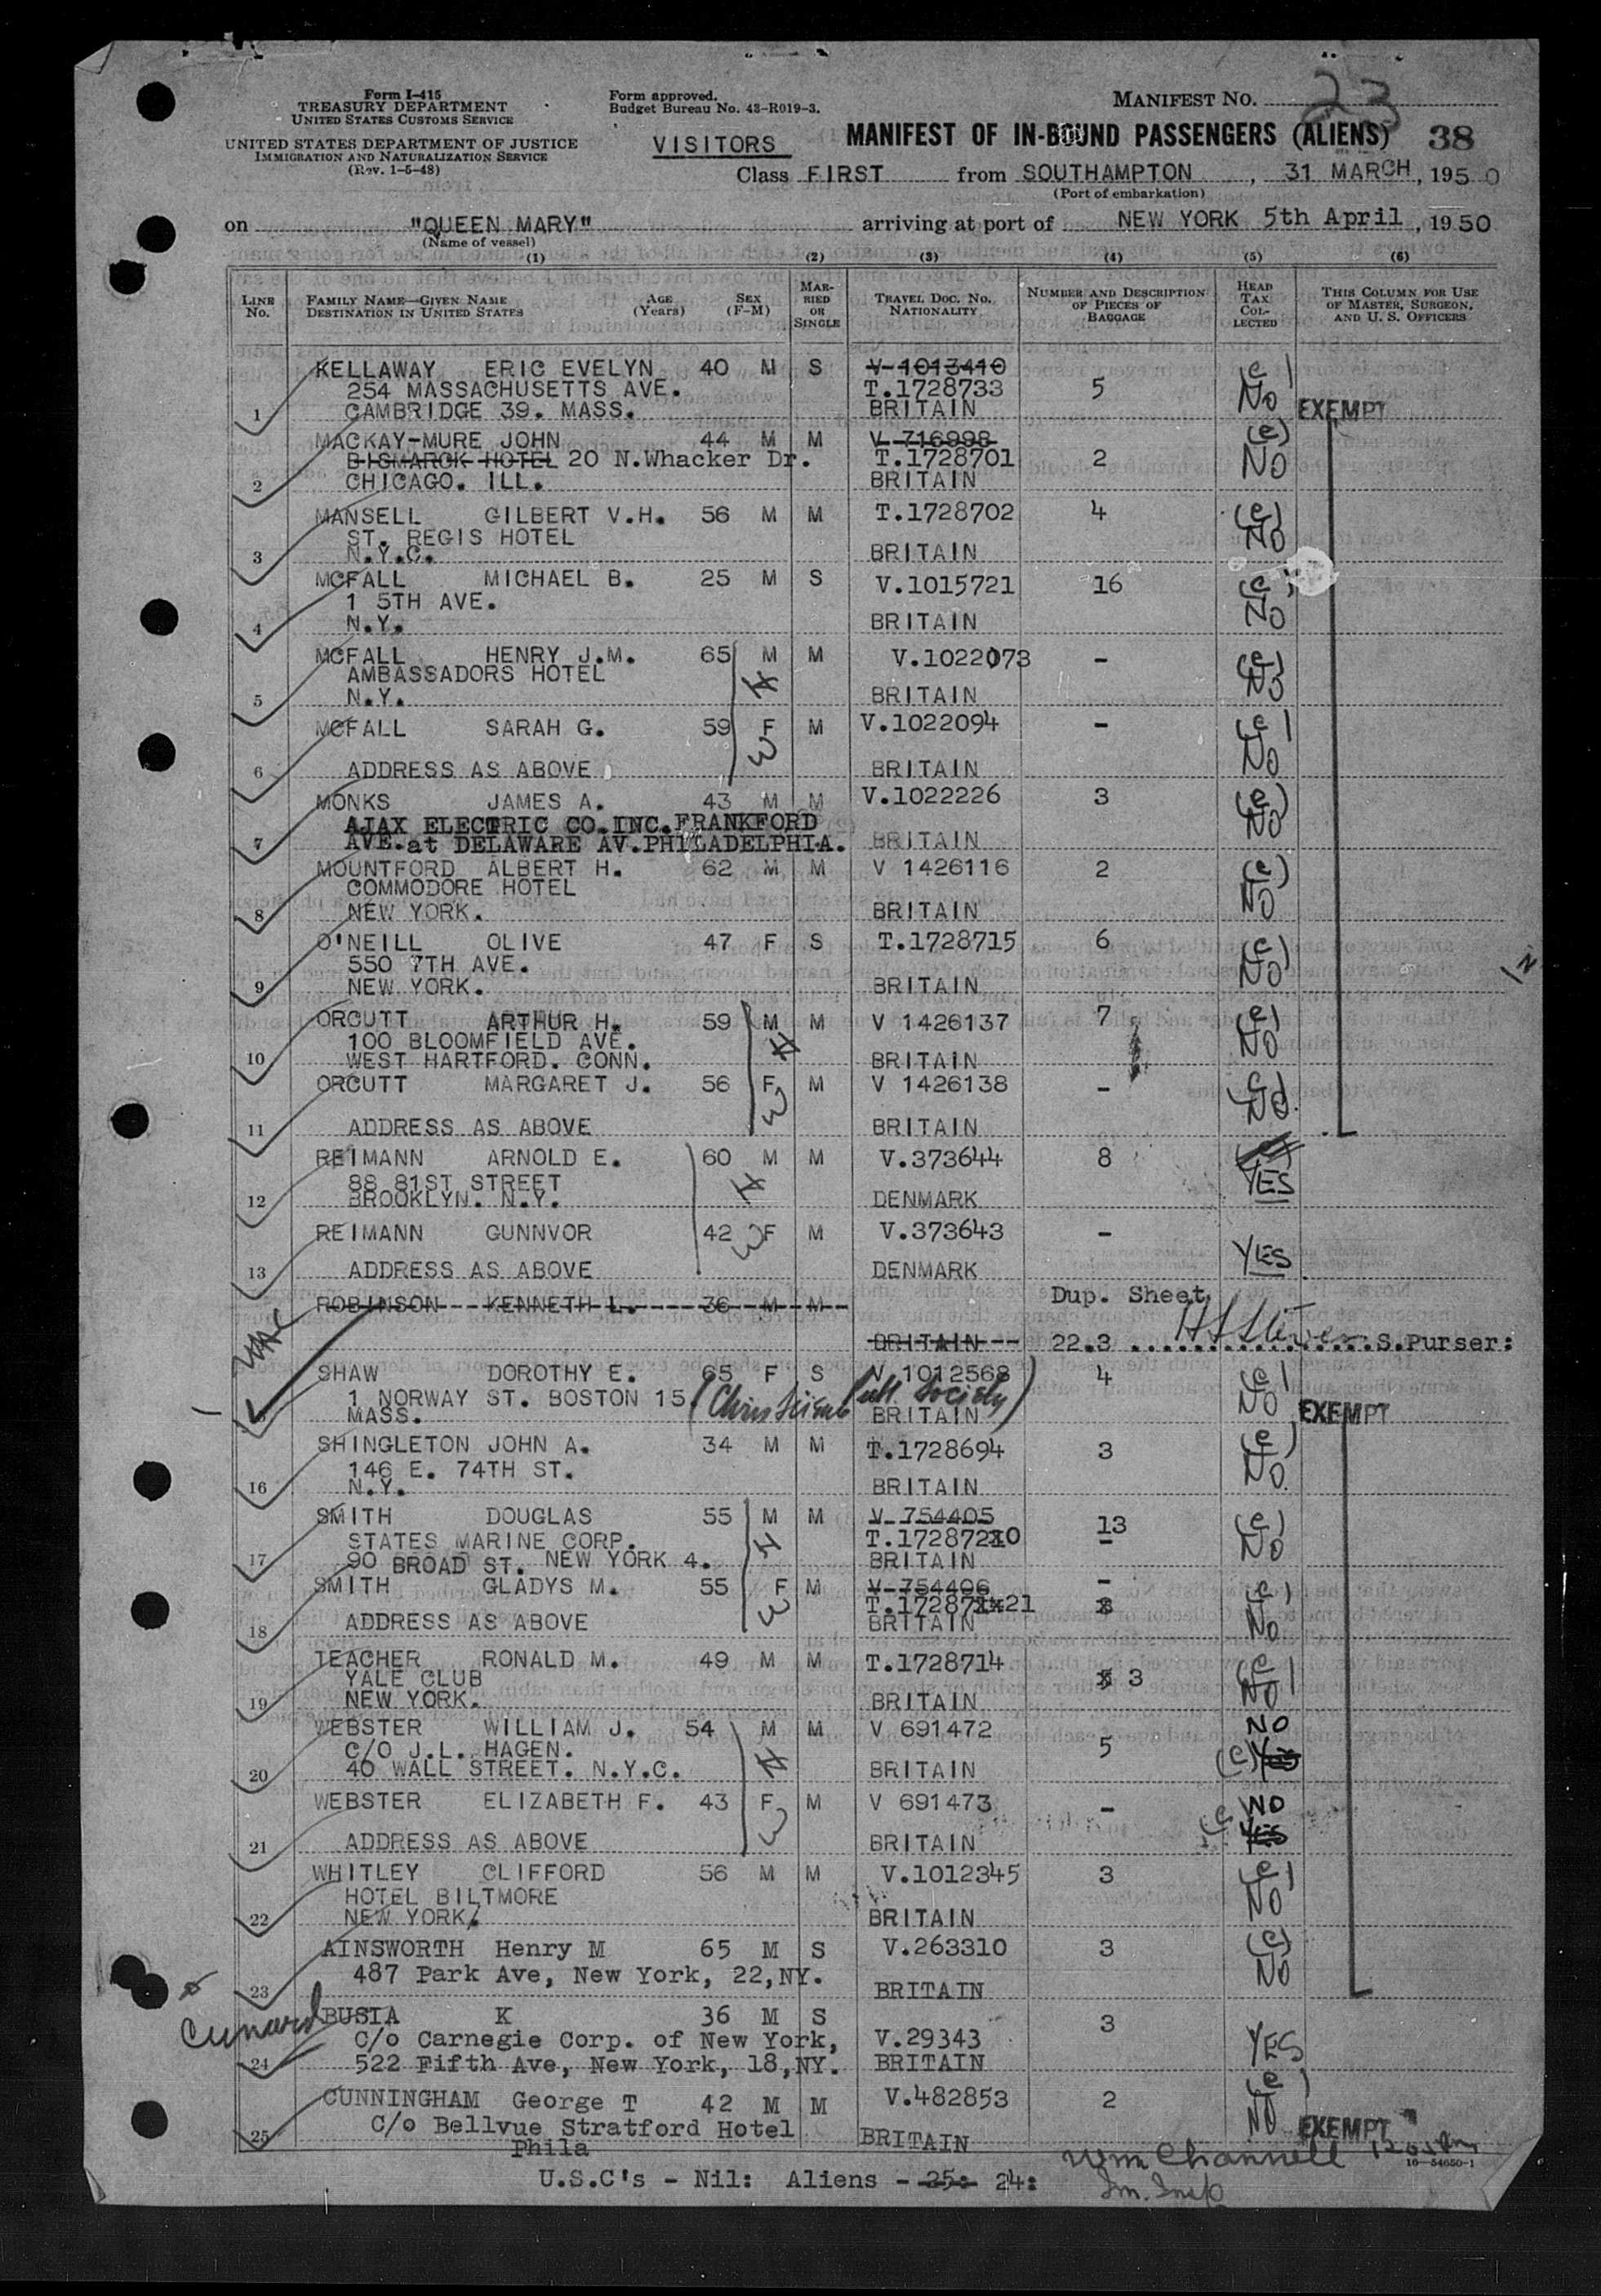 Form I-415
TREASURY DEPARTMENT
UNITED STATES CUSTOMS SERVICE
UNITED STATES DEPARTMENT OF JUSTICE
IMMIGRATION AND NATURALIZATION SERVICE
(Rev. 1-5-48)
Form approved.
Budget Bureau No. 43-R019-3.
MANIFEST No. 23
VISITORS MANIFEST OF IN-BOUND PASSENGERS (ALIENS) 38
Class FIRST from SOUTHAMPTON, 31 MARCH, 1950
(Port of embarkation)
on "QUEEN MARY" arriving at port of NEW YORK 5th April, 1950
(Name of vessel)
(1) (2) (3) (4) (5) (6)
LINE No.
FAMILY NAME—GIVEN NAME
DESTINATION IN UNITED STATES
AGE (Years)
SEX (F-M)
MARRIED OR SINGLE
TRAVEL DOC. NO. NATIONALITY
NUMBER AND DESCRIPTION OF PIECES OF BAGGAGE
HEAD TAX COLLECTED
THIS COLUMN FOR USE OF MASTER, SURGEON, AND U. S. OFFICERS
KELLAWAY ERIC EVELYN 40 M S V-1013410 (e)
254 MASSACHUSETTS AVE. T.1728733 5 No
1 CAMBRIDGE 39. MASS. BRITAIN EXEMPT
MACKAY-MURE JOHN 44 M M V 716998 (e)
BISMARCK HOTEL 20 N.Whacker Dr. T.1728701 2 No
2 CHICAGO. ILL. BRITAIN
MANSELL GILBERT V.H. 56 M M T.1728702 4 (e)
ST. REGIS HOTEL No
3 N.Y.C. BRITAIN
MCFALL MICHAEL B. 25 M S V.1015721 16 (e)
1 5TH AVE. No
4 N.Y. BRITAIN
MCFALL HENRY J.M. 65 M M V.1022073 - (e)
AMBASSADORS HOTEL H No
5 N.Y. BRITAIN
MCFALL SARAH G. 59 F M V.1022094 - (e)
W No
6 ADDRESS AS ABOVE BRITAIN
MONKS JAMES A. 43 M M V.1022226 3 (e)
AJAX ELECTRIC CO.INC.FRANKFORD No
7 AVE.at DELAWARE AV.PHILADELPHIA. BRITAIN
MOUNTFORD ALBERT H. 62 M M V 1426116 2 (e)
COMMODORE HOTEL No
8 NEW YORK. BRITAIN
O'NEILL OLIVE 47 F S T.1728715 6 (e)
550 7TH AVE. No
9 NEW YORK. BRITAIN
ORCUTT ARTHUR H. 59 M M V 1426137 7 (e)
100 BLOOMFIELD AVE. H No
10 WEST HARTFORD. CONN. BRITAIN
ORCUTT MARGARET J. 56 F M V 1426138 - (e)
W No
11 ADDRESS AS ABOVE BRITAIN
REIMANN ARNOLD E. 60 M M V.373644 8
88 81ST STREET H YES
12 BROOKLYN. N.Y. DENMARK
REIMANN GUNNVOR 42 F M V.373643 -
W YES
13 ADDRESS AS ABOVE DENMARK
ROBINSON KENNETH L. 36 M M Dup. Sheet
BRITAIN 22.3 S.Purser:
SHAW DOROTHY E. 65 F S V 1012568 4 (e)
1 NORWAY ST. BOSTON 15. No
MASS. BRITAIN EXEMPT
SHINGLETON JOHN A. 34 M M T.1728694 3 (e)
146 E. 74TH ST. No
16 N.Y. BRITAIN
SMITH DOUGLAS 55 M M V 754405 13 (e)
STATES MARINE CORP. H T.1728720 - No
17 90 BROAD ST. NEW YORK 4. BRITAIN
SMITH GLADYS M. 55 F M V-754406 - (e)
W T.1728721
18 ADDRESS AS ABOVE BRITAIN No
TEACHER RONALD M. 49 M M T.1728714 3 (e)
YALE CLUB No
19 NEW YORK. BRITAIN
WEBSTER WILLIAM J. 54 M M V 691472 5 NO
C/O J.L. HAGEN. H (e) Yes
20 40 WALL STREET. N.Y.C. BRITAIN
WEBSTER ELIZABETH F. 43 F M V 691473 - NO
W YES
21 ADDRESS AS ABOVE BRITAIN
WHITLEY CLIFFORD 56 M M V.1012345 3 (e)
HOTEL BILTMORE No
22 NEW YORK. BRITAIN
AINSWORTH Henry M 65 M S V.263310 3 (e)
487 Park Ave, New York, 22,NY. No
23 BRITAIN
Cunard
BUSIA K 36 M S 3
C/o Carnegie Corp. of New York, V.29343 YES
24 522 Fifth Ave, New York, 18,NY. BRITAIN
CUNNINGHAM George T 42 M M V.482853 2 (e)
C/o Bellvue Stratford Hotel No
25 Phila BRITAIN EXEMPT
U.S.C's - Nil: Aliens - 25: 24:
Wm Channell
Im. Insp
16-54650-1